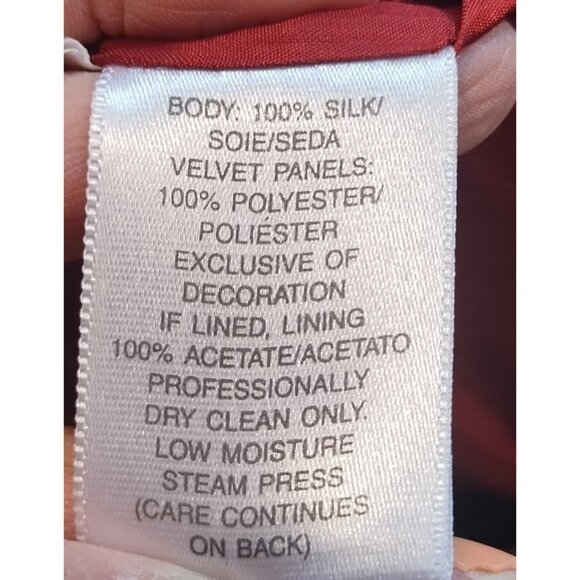 BODY: 100% SILK/
SOIE/SEDA
VELVET PANELS:
100% POLYESTER/
POLIÉSTER
EXCLUSIVE OF
DECORATION
IF LINED, LINING
100% ACETATE/ACETATO
PROFESSIONALLY
DRY CLEAN ONLY.
LOW MOISTURE
STEAM PRESS
(CARE CONTINUES
ON BACK)